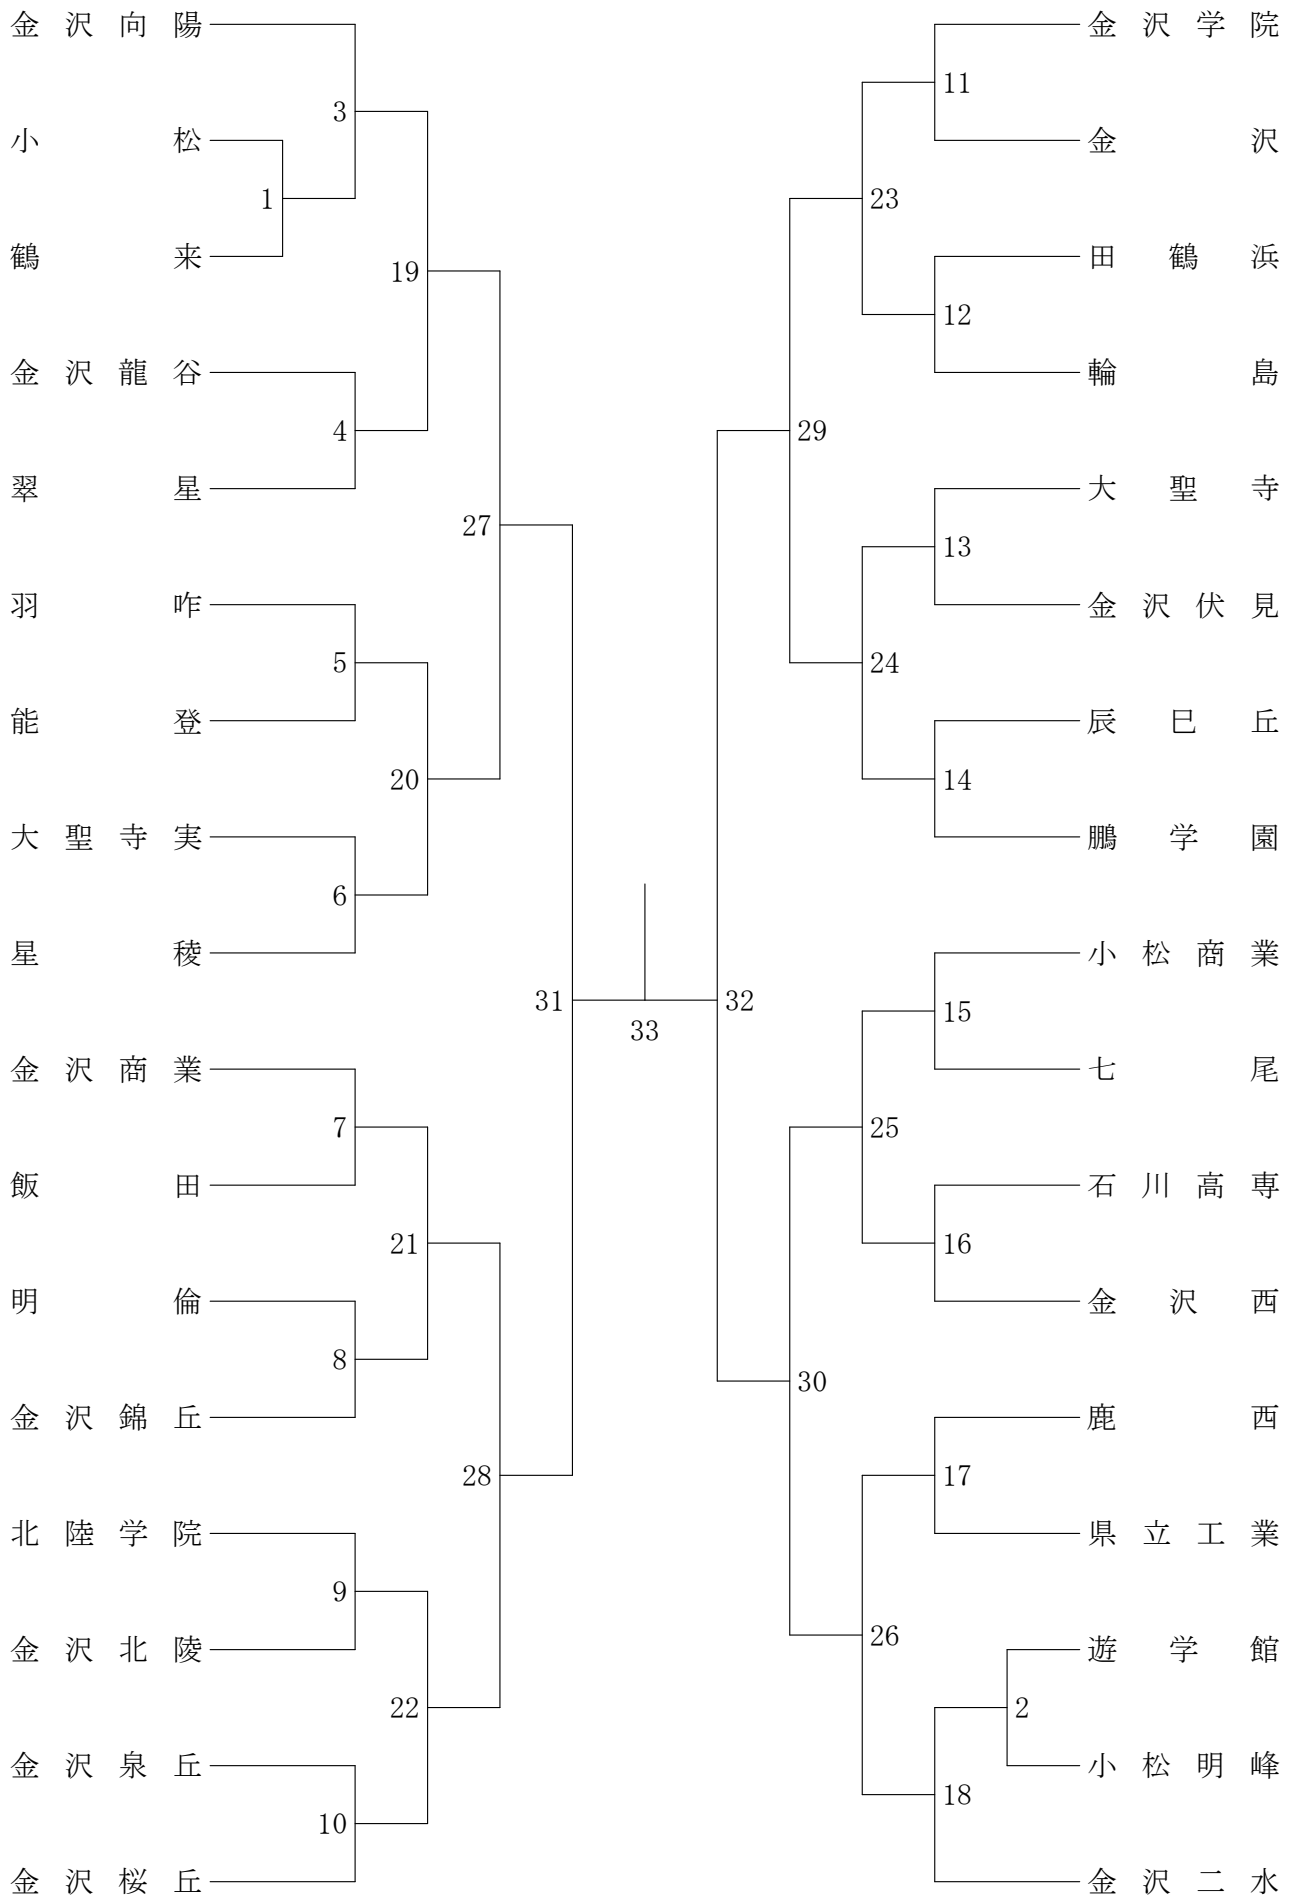 金沢向陽
小松
鶴来
金沢龍谷
翠星
羽咋
能登
大聖寺実
星稜
金沢商業
飯田
明倫
金沢錦丘
北陸学院
金沢北陵
金沢泉丘
金沢桜丘
3
1
19
4
27
5
20
6
31
7
21
8
28
9
22
10
33
32
29
30
23
24
25
26
11
12
13
14
15
16
17
2
18
金沢学院
金沢
田鶴浜
輪島
大聖寺
金沢伏見
辰巳丘
鵬学園
小松商業
七尾
石川高専
金沢西
鹿西
県立工業
遊学館
小松明峰
金沢二水